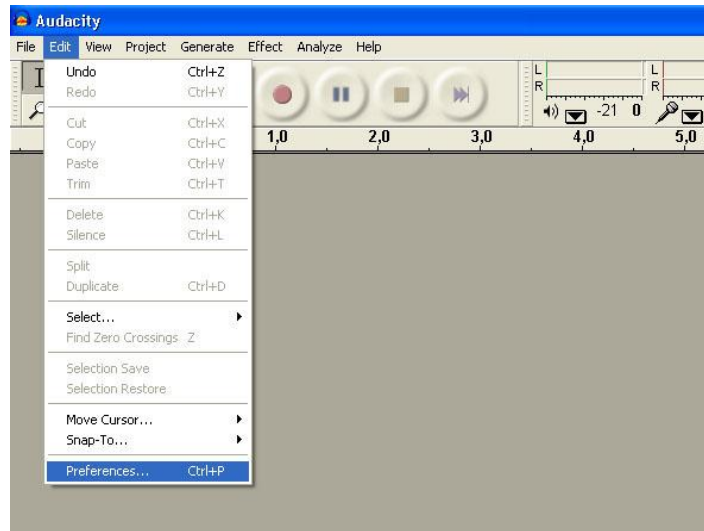 Audacity
File Edit View Project Generate Effect Analyze Help
Undo Ctrl+Z
Redo Ctrl+Y
Cut Ctrl+X
Copy Ctrl+C
Paste Ctrl+V
Trim Ctrl+T
Delete Ctrl+K
Silence Ctrl+L
Split
Duplicate Ctrl+D
Select...
Find Zero Crossings Z
Selection Save
Selection Restore
Move Cursor...
Snap-To...
Preferences... Ctrl+P
L L
R R
-21 0
1,0 2,0 3,0 4,0 5,0